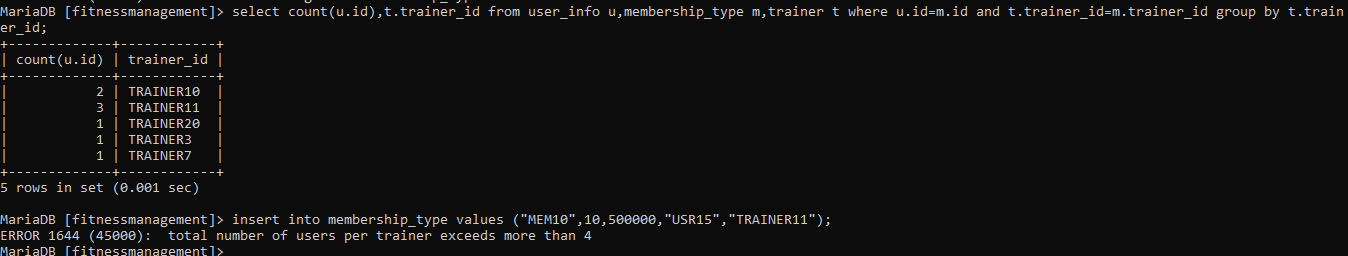 MariaDB [fitnessmanagement]> select count(u.id),t.trainer_id from user_info u,membership_type m,trainer t where u.id=m.id and t.trainer_id=m.trainer_id group by t.train
er_id;
+-------------+------------+
| count(u.id) | trainer_id |
+-------------+------------+
|           2 | TRAINER10  |
|           3 | TRAINER11  |
|           1 | TRAINER20  |
|           1 | TRAINER3   |
|           1 | TRAINER7   |
+-------------+------------+
5 rows in set (0.001 sec)
MariaDB [fitnessmanagement]> insert into membership_type values ("MEM10",10,500000,"USR15","TRAINER11");
ERROR 1644 (45000):  total number of users per trainer exceeds more than 4
MariaDB [fitnessmanagement]>